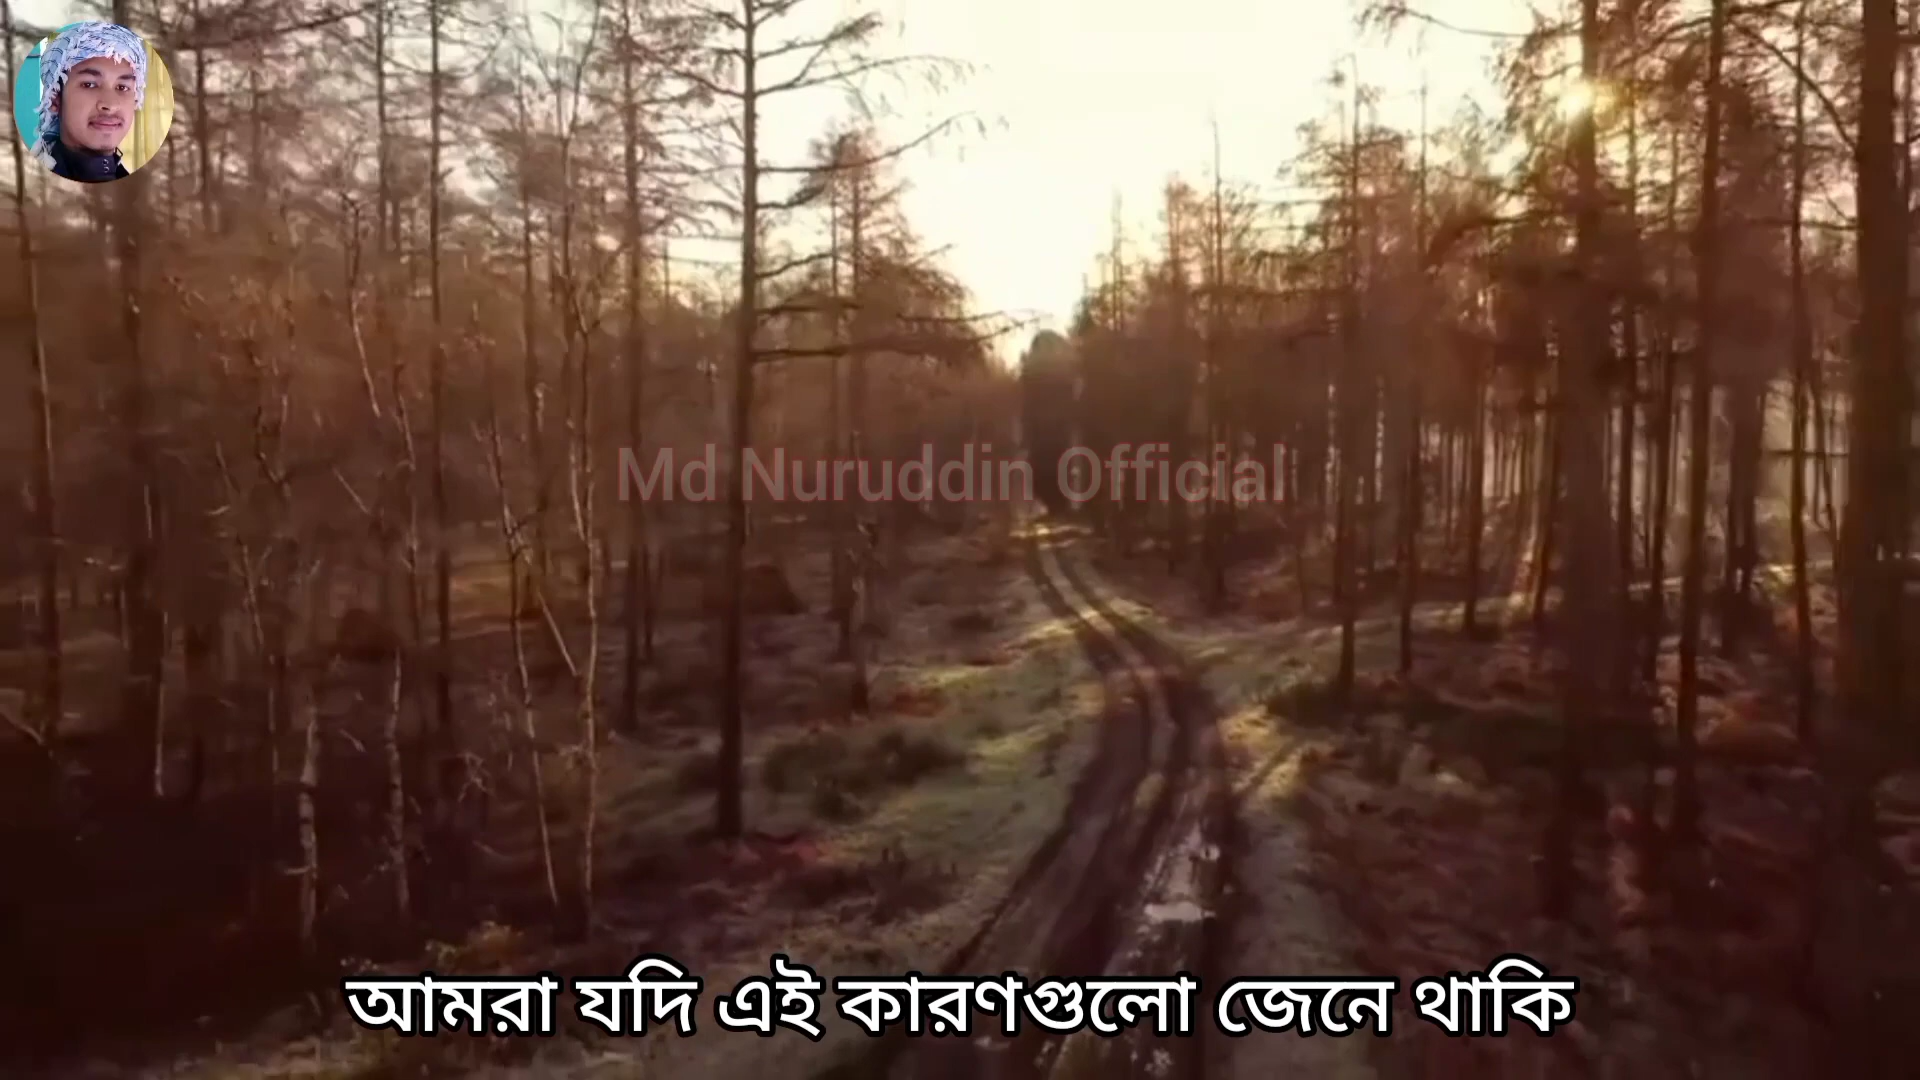 Md Nuruddin Official
আমরা যদি এই কারণগুলো জেনে থাকি